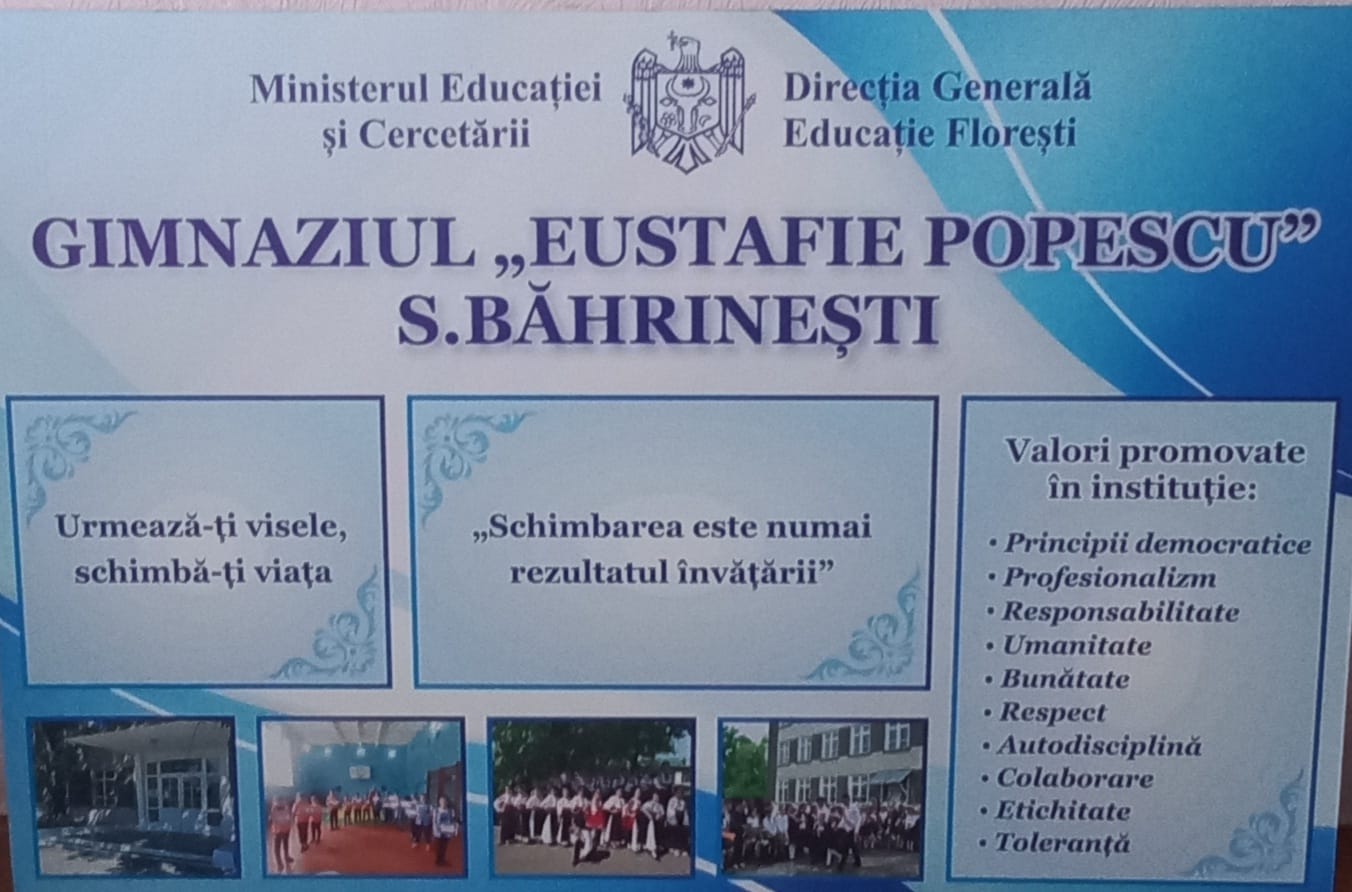 Ministerul Educației
și Cercetării
Direcția Generală
Educație Florești
GIMNAZIUL „EUSTAFIE POPESCU”
S.BĂHRINEȘTI
Urmează-ți visele,
schimbă-ți viața
„Schimbarea este numai
rezultatul învățării”
Valori promovate
în instituție:
• Principii democratice
• Profesionalizm
• Responsabilitate
• Umanitate
• Bunătate
• Respect
• Autodisciplină
• Colaborare
• Etichitate
• Toleranță